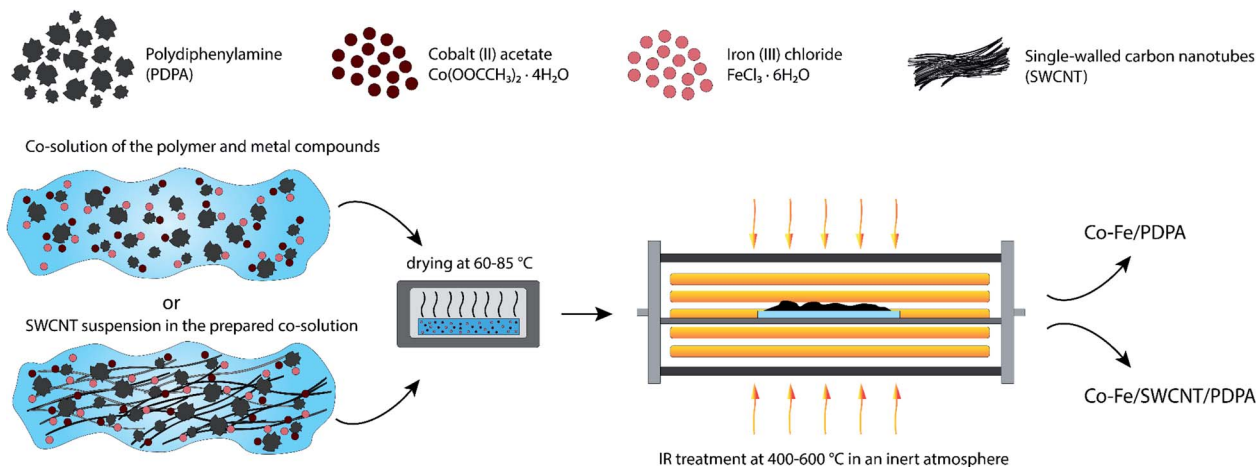 Polydiphenylamine
(PDPA)
Cobalt (II) acetate
Co(OOCCH₃)₂ · 4H₂O
Iron (III) chloride
FeCl₃ · 6H₂O
Single-walled carbon nanotubes
(SWCNT)
Co-solution of the polymer and metal compounds
or
SWCNT suspension in the prepared co-solution
drying at 60-85 °C
IR treatment at 400-600 °C in an inert atmosphere
Co-Fe/PDPA
Co-Fe/SWCNT/PDPA